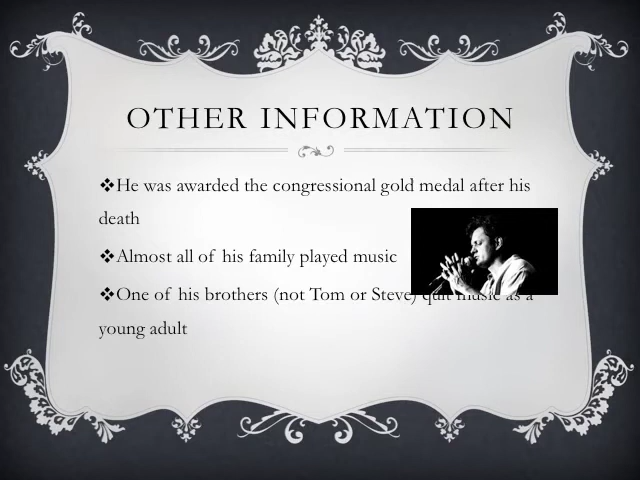 OTHER INFORMATION
❖He was awarded the congressional gold medal after his
death
❖Almost all of his family played music
❖One of his brothers (not Tom or Steve) quit music as a
young adult